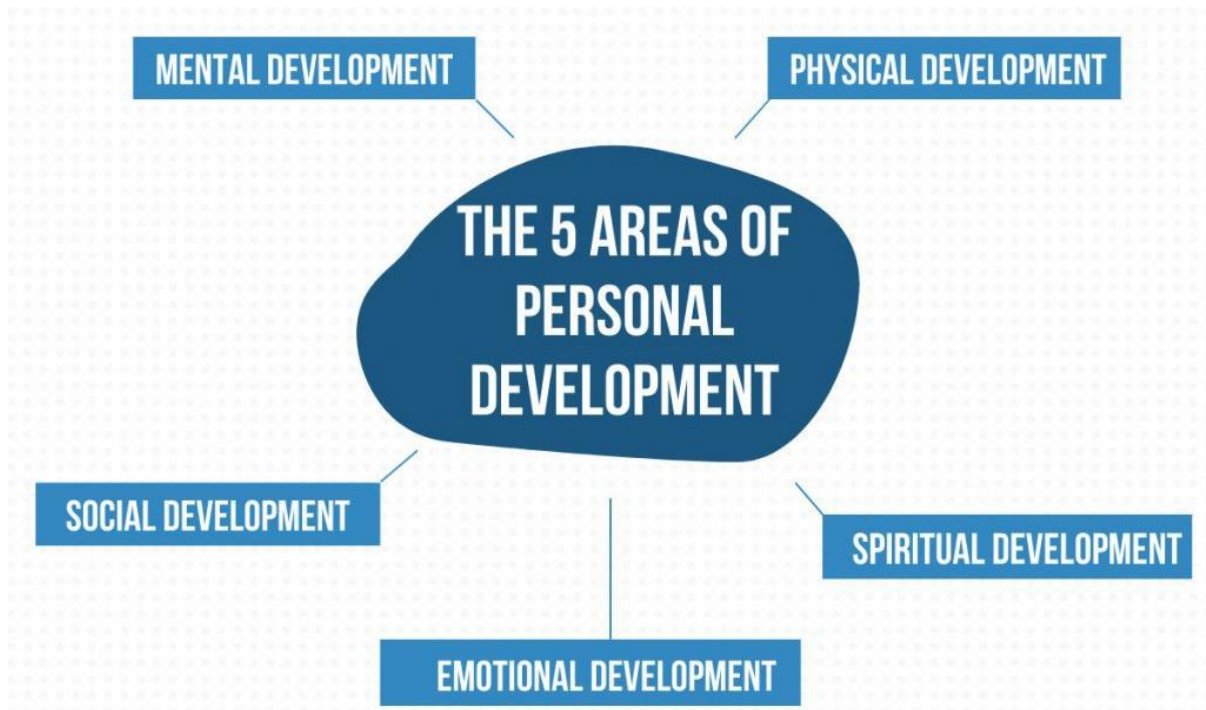 MENTAL DEVELOPMENT
PHYSICAL DEVELOPMENT
THE 5 AREAS OF
PERSONAL
DEVELOPMENT
SOCIAL DEVELOPMENT
SPIRITUAL DEVELOPMENT
EMOTIONAL DEVELOPMENT